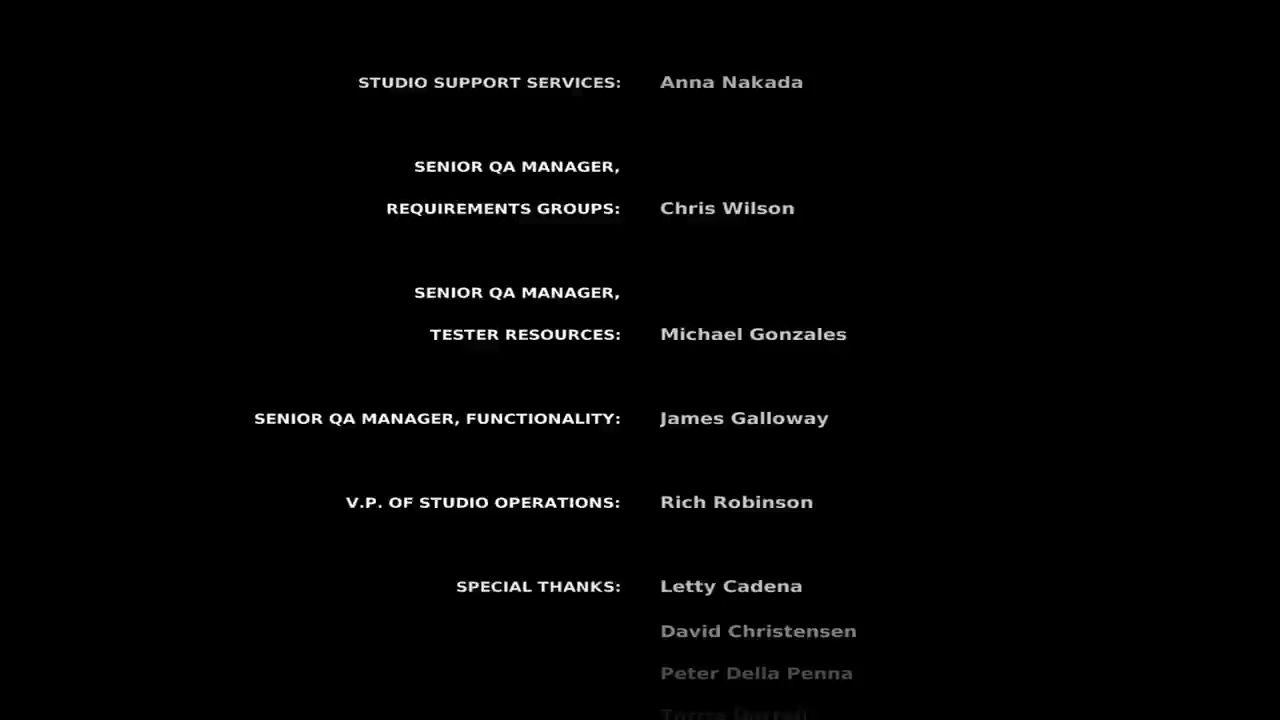 STUDIO SUPPORT SERVICES: Anna Nakada
SENIOR QA MANAGER,
REQUIREMENTS GROUPS: Chris Wilson
SENIOR QA MANAGER,
TESTER RESOURCES: Michael Gonzales
SENIOR QA MANAGER, FUNCTIONALITY: James Galloway
V.P. OF STUDIO OPERATIONS: Rich Robinson
SPECIAL THANKS: Letty Cadena
David Christensen
Peter Della Penna